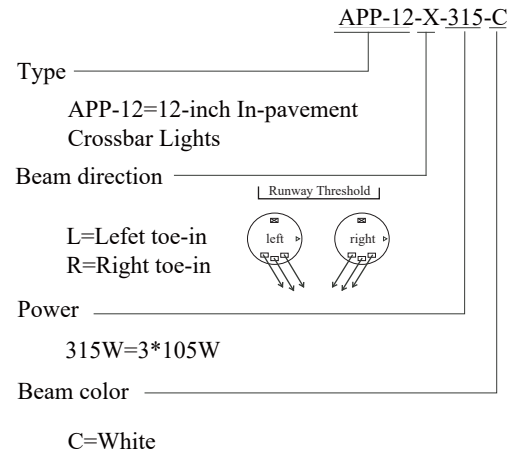 APP-12-X-315-C
Type
APP-12=12-inch In-pavement
Crossbar Lights
Beam direction
Runway Threshold
L=Lefet toe-in
R=Right toe-in
left
right
Power
315W=3*105W
Beam color
C=White